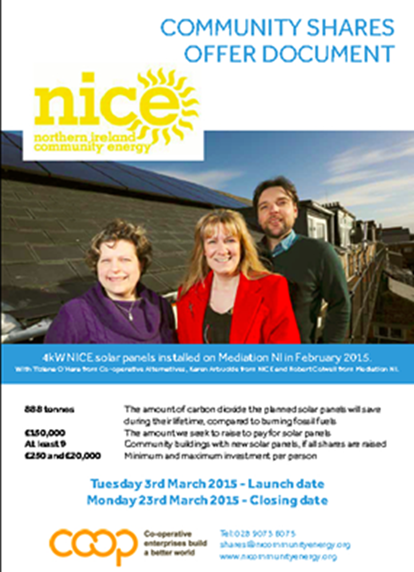 COMMUNITY SHARES
OFFER DOCUMENT
nice
northern ireland
community energy
4kW NICE solar panels installed on Mediation NI in February 2015.
With Tiziana O'Hara from Co-operative Alternatives, Karen Arbuckle from NICE and Robert Colwell from Mediation NI.
888 tonnes The amount of carbon dioxide the planned solar panels will save
during their lifetime, compared to burning fossil fuels
£150,000 The amount we seek to raise to pay for solar panels
At least 9 Community buildings with new solar panels, if all shares are raised
£250 and £20,000 Minimum and maximum investment per person
Tuesday 3rd March 2015 - Launch date
Monday 23rd March 2015 - Closing date
coop
Co-operative
enterprises build
a better world
Tel: 028 9073 8075
shares@nicommunityenergy.org
www.nicommunityenergy.org